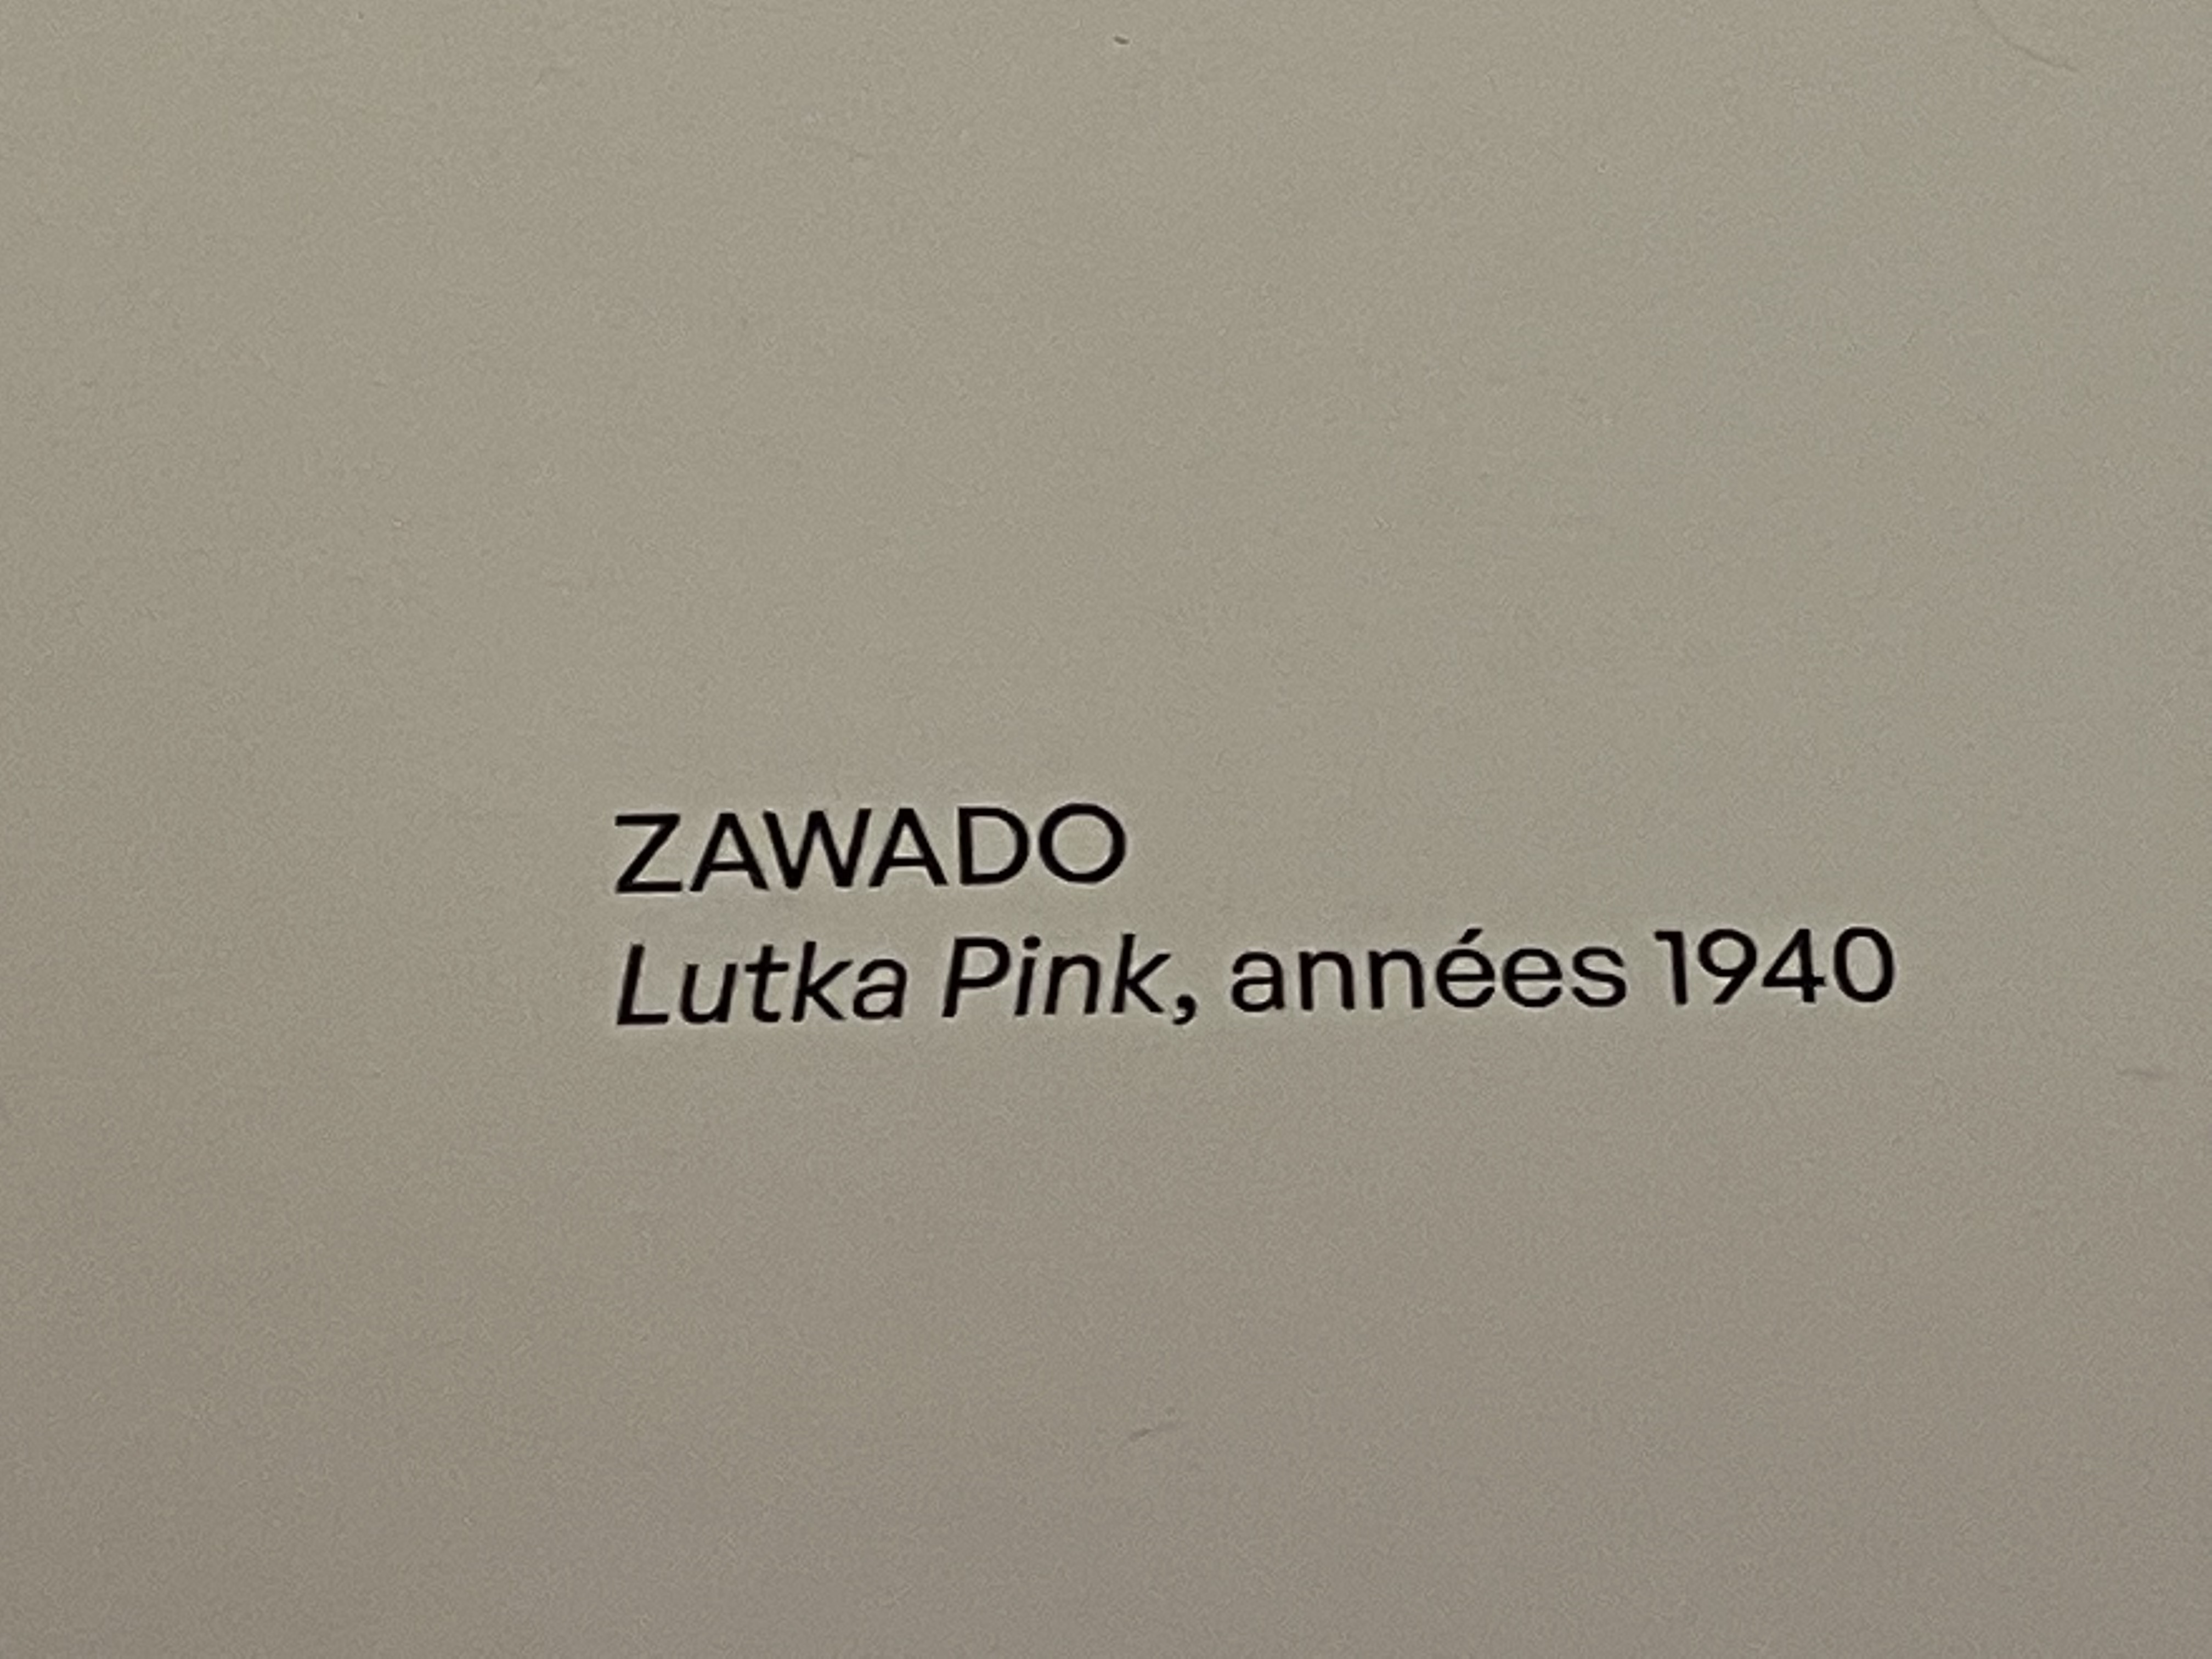 ZAWADO
Lutka Pink, années 1940